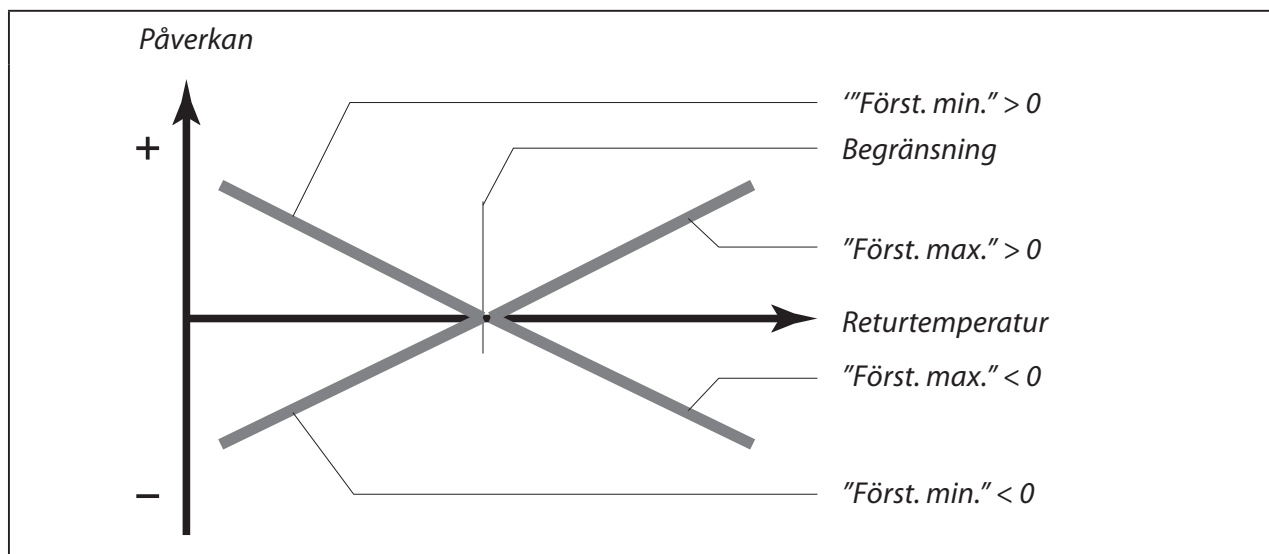 Påverkan
'"Först. min." > 0
+
Begränsning
"Först. max." > 0
Returtemperatur
"Först. max." < 0
–
"Först. min." < 0